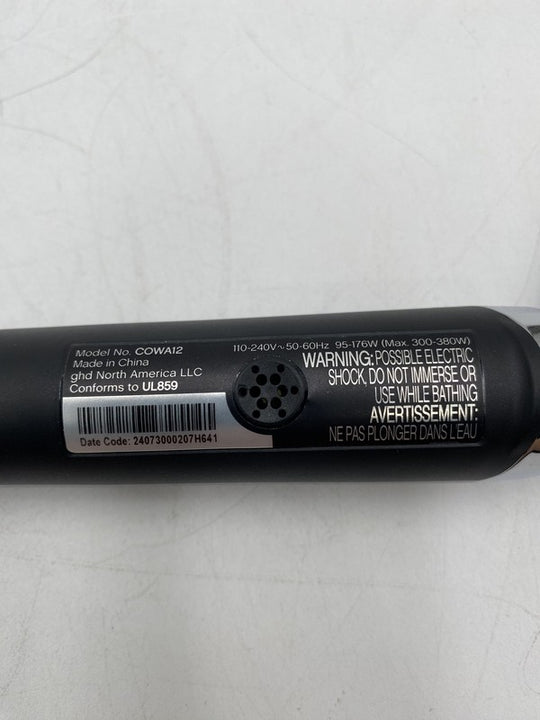 Model No. COWA12
Made in China
ghd North America LLC
Conforms to UL859
Date Code: 24073000207H641
110-240V~50-60Hz 95-176W (Max. 300-380W)
WARNING: POSSIBLE ELECTRIC
SHOCK. DO NOT IMMERSE OR
USE WHILE BATHING
AVERTISSEMENT:
NE PAS PLONGER DANS L'EAU